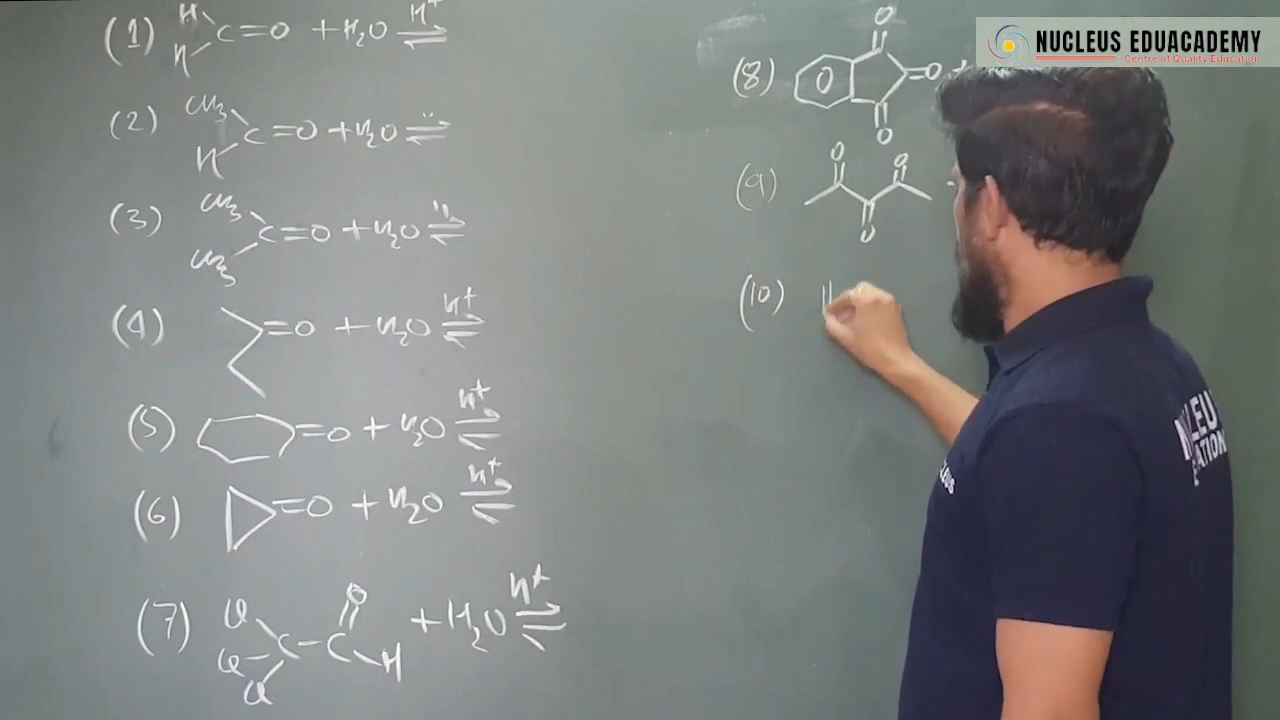 (1) H H C=O + H₂O H⁺ ⇌
(2) CH₃ H C=O + H₂O ⇌
(3) CH₃ CH₃ C=O + H₂O ⇌
(4) =O + H₂O H⁺ ⇌
(5) =O + H₂O H⁺ ⇌
(6) =O + H₂O H⁺ ⇌
(7) Cl Cl Cl C-C O H + H₂O H⁺ ⇌
(8) O =O O +
(9) O O O
(10)
NUCLEUS EDUACADEMY
Centre of Quality Education